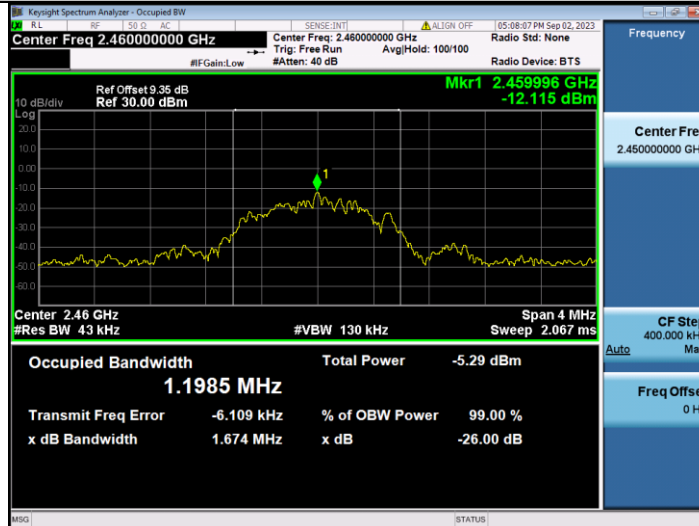 Keysight Spectrum Analyzer - Occupied BW
RL RF 50 Ω AC SENSE:INT ALIGN OFF 05:08:07 PM Sep 02, 2023
Center Freq 2.460000000 GHz Center Freq: 2.460000000 GHz Radio Std: None
Trig: Free Run Avg|Hold: 100/100
#IFGain:Low #Atten: 40 dB Radio Device: BTS
Frequency
Ref Offset 9.35 dB Mkr1 2.459996 GHz
10 dB/div Ref 30.00 dBm -12.115 dBm
Log
20.0
10.0
0.00
-10.0
-20.0
-30.0
-40.0
-50.0
-60.0
1
Center 2.46 GHz Span 4 MHz
#Res BW 43 kHz #VBW 130 kHz Sweep 2.067 ms
Occupied Bandwidth Total Power -5.29 dBm
1.1985 MHz
Transmit Freq Error -6.109 kHz % of OBW Power 99.00 %
x dB Bandwidth 1.674 MHz x dB -26.00 dB
Center Fre
2.450000000 GH
CF Ste
400.000 kH
Auto Ma
Freq Offse
0 H
MSG STATUS